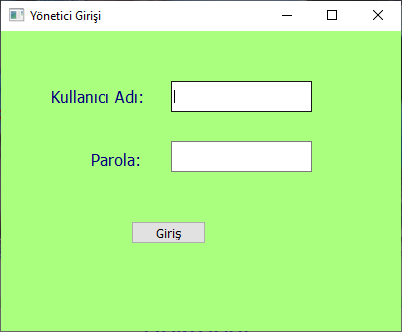 Yönetici Girişi
Kullanıcı Adı:
Parola:
Giriş